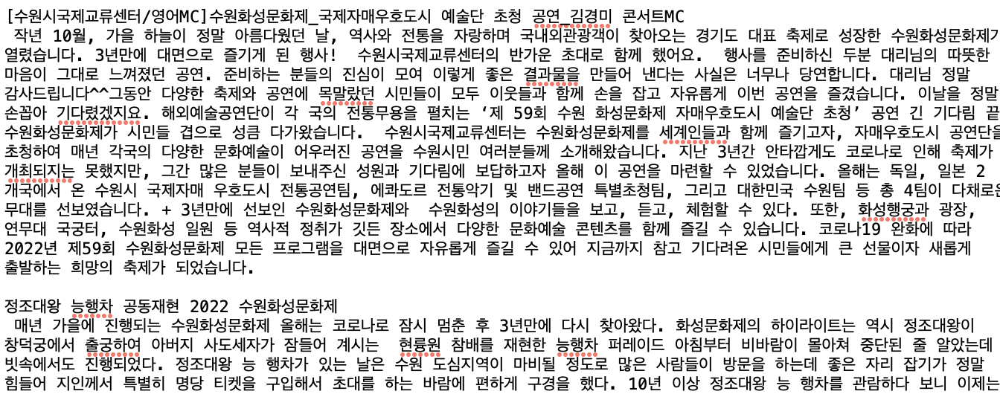 [수원시국제교류센터/영어MC]수원화성문화제_국제자매우호도시 예술단 초청 공연_김경미 콘서트MC
작년 10월, 가을 하늘이 정말 아름다웠던 날, 역사와 전통을 자랑하며 국내외관광객이 찾아오는 경기도 대표 축제로 성장한 수원화성문화제가
열렸습니다. 3년만에 대면으로 즐기게 된 행사! 수원시국제교류센터의 반가운 초대로 함께 했어요. 행사를 준비하신 두분 대리님의 따뜻한
마음이 그대로 느껴졌던 공연. 준비하는 분들의 진심이 모여 이렇게 좋은 결과물을 만들어 낸다는 사실은 너무나 당연합니다. 대리님 정말
감사드립니다^^그동안 다양한 축제와 공연에 목말랐던 시민들이 모두 이웃들과 함께 손을 잡고 자유롭게 이번 공연을 즐겼습니다. 이날을 정말
손꼽아 기다렸겠지요. 해외예술공연단이 각 국의 전통무용을 펼치는 ‘제 59회 수원 화성문화제 자매우호도시 예술단 초청’ 공연 긴 기다림 끝
수원화성문화제가 시민들 겹으로 성큼 다가왔습니다. 수원시국제교류센터는 수원화성문화제를 세계인들과 함께 즐기고자, 자매우호도시 공연단을
초청하여 매년 각국의 다양한 문화예술이 어우러진 공연을 수원시민 여러분들께 소개해왔습니다. 지난 3년간 안타깝게도 코로나로 인해 축제가
개최되지는 못했지만, 그간 많은 분들이 보내주신 성원과 기다림에 보답하고자 올해 이 공연을 마련할 수 있었습니다. 올해는 독일, 일본 2
개국에서 온 수원시 국제자매 우호도시 전통공연팀, 에콰도르 전통악기 및 밴드공연 특별초청팀, 그리고 대한민국 수원팀 등 총 4팀이 다채로운
무대를 선보였습니다. + 3년만에 선보인 수원화성문화제와 수원화성의 이야기들을 보고, 듣고, 체험할 수 있다. 또한, 화성행궁과 광장,
연무대 국궁터, 수원화성 일원 등 역사적 정취가 깃든 장소에서 다양한 문화예술 콘텐츠를 함께 즐길 수 있습니다. 코로나19 완화에 따라
2022년 제59회 수원화성문화제 모든 프로그램을 대면으로 자유롭게 즐길 수 있어 지금까지 참고 기다려온 시민들에게 큰 선물이자 새롭게
출발하는 희망의 축제가 되었습니다.
정조대왕 능행차 공동재현 2022 수원화성문화제
매년 가을에 진행되는 수원화성문화제 올해는 코로나로 잠시 멈춘 후 3년만에 다시 찾아왔다. 화성문화제의 하이라이트는 역시 정조대왕이
창덕궁에서 출궁하여 아버지 사도세자가 잠들어 계시는 현륭원 참배를 재현한 능행차 퍼레이드 아침부터 비바람이 몰아쳐 중단된 줄 알았는데
빗속에서도 진행되었다. 정조대왕 능 행차가 있는 날은 수원 도심지역이 마비될 정도로 많은 사람들이 방문을 하는데 좋은 자리 잡기가 정말
힘들어 지인께서 특별히 명당 티켓을 구입해서 초대를 하는 바람에 편하게 구경을 했다. 10년 이상 정조대왕 능 행차를 관람하다 보니 이제는